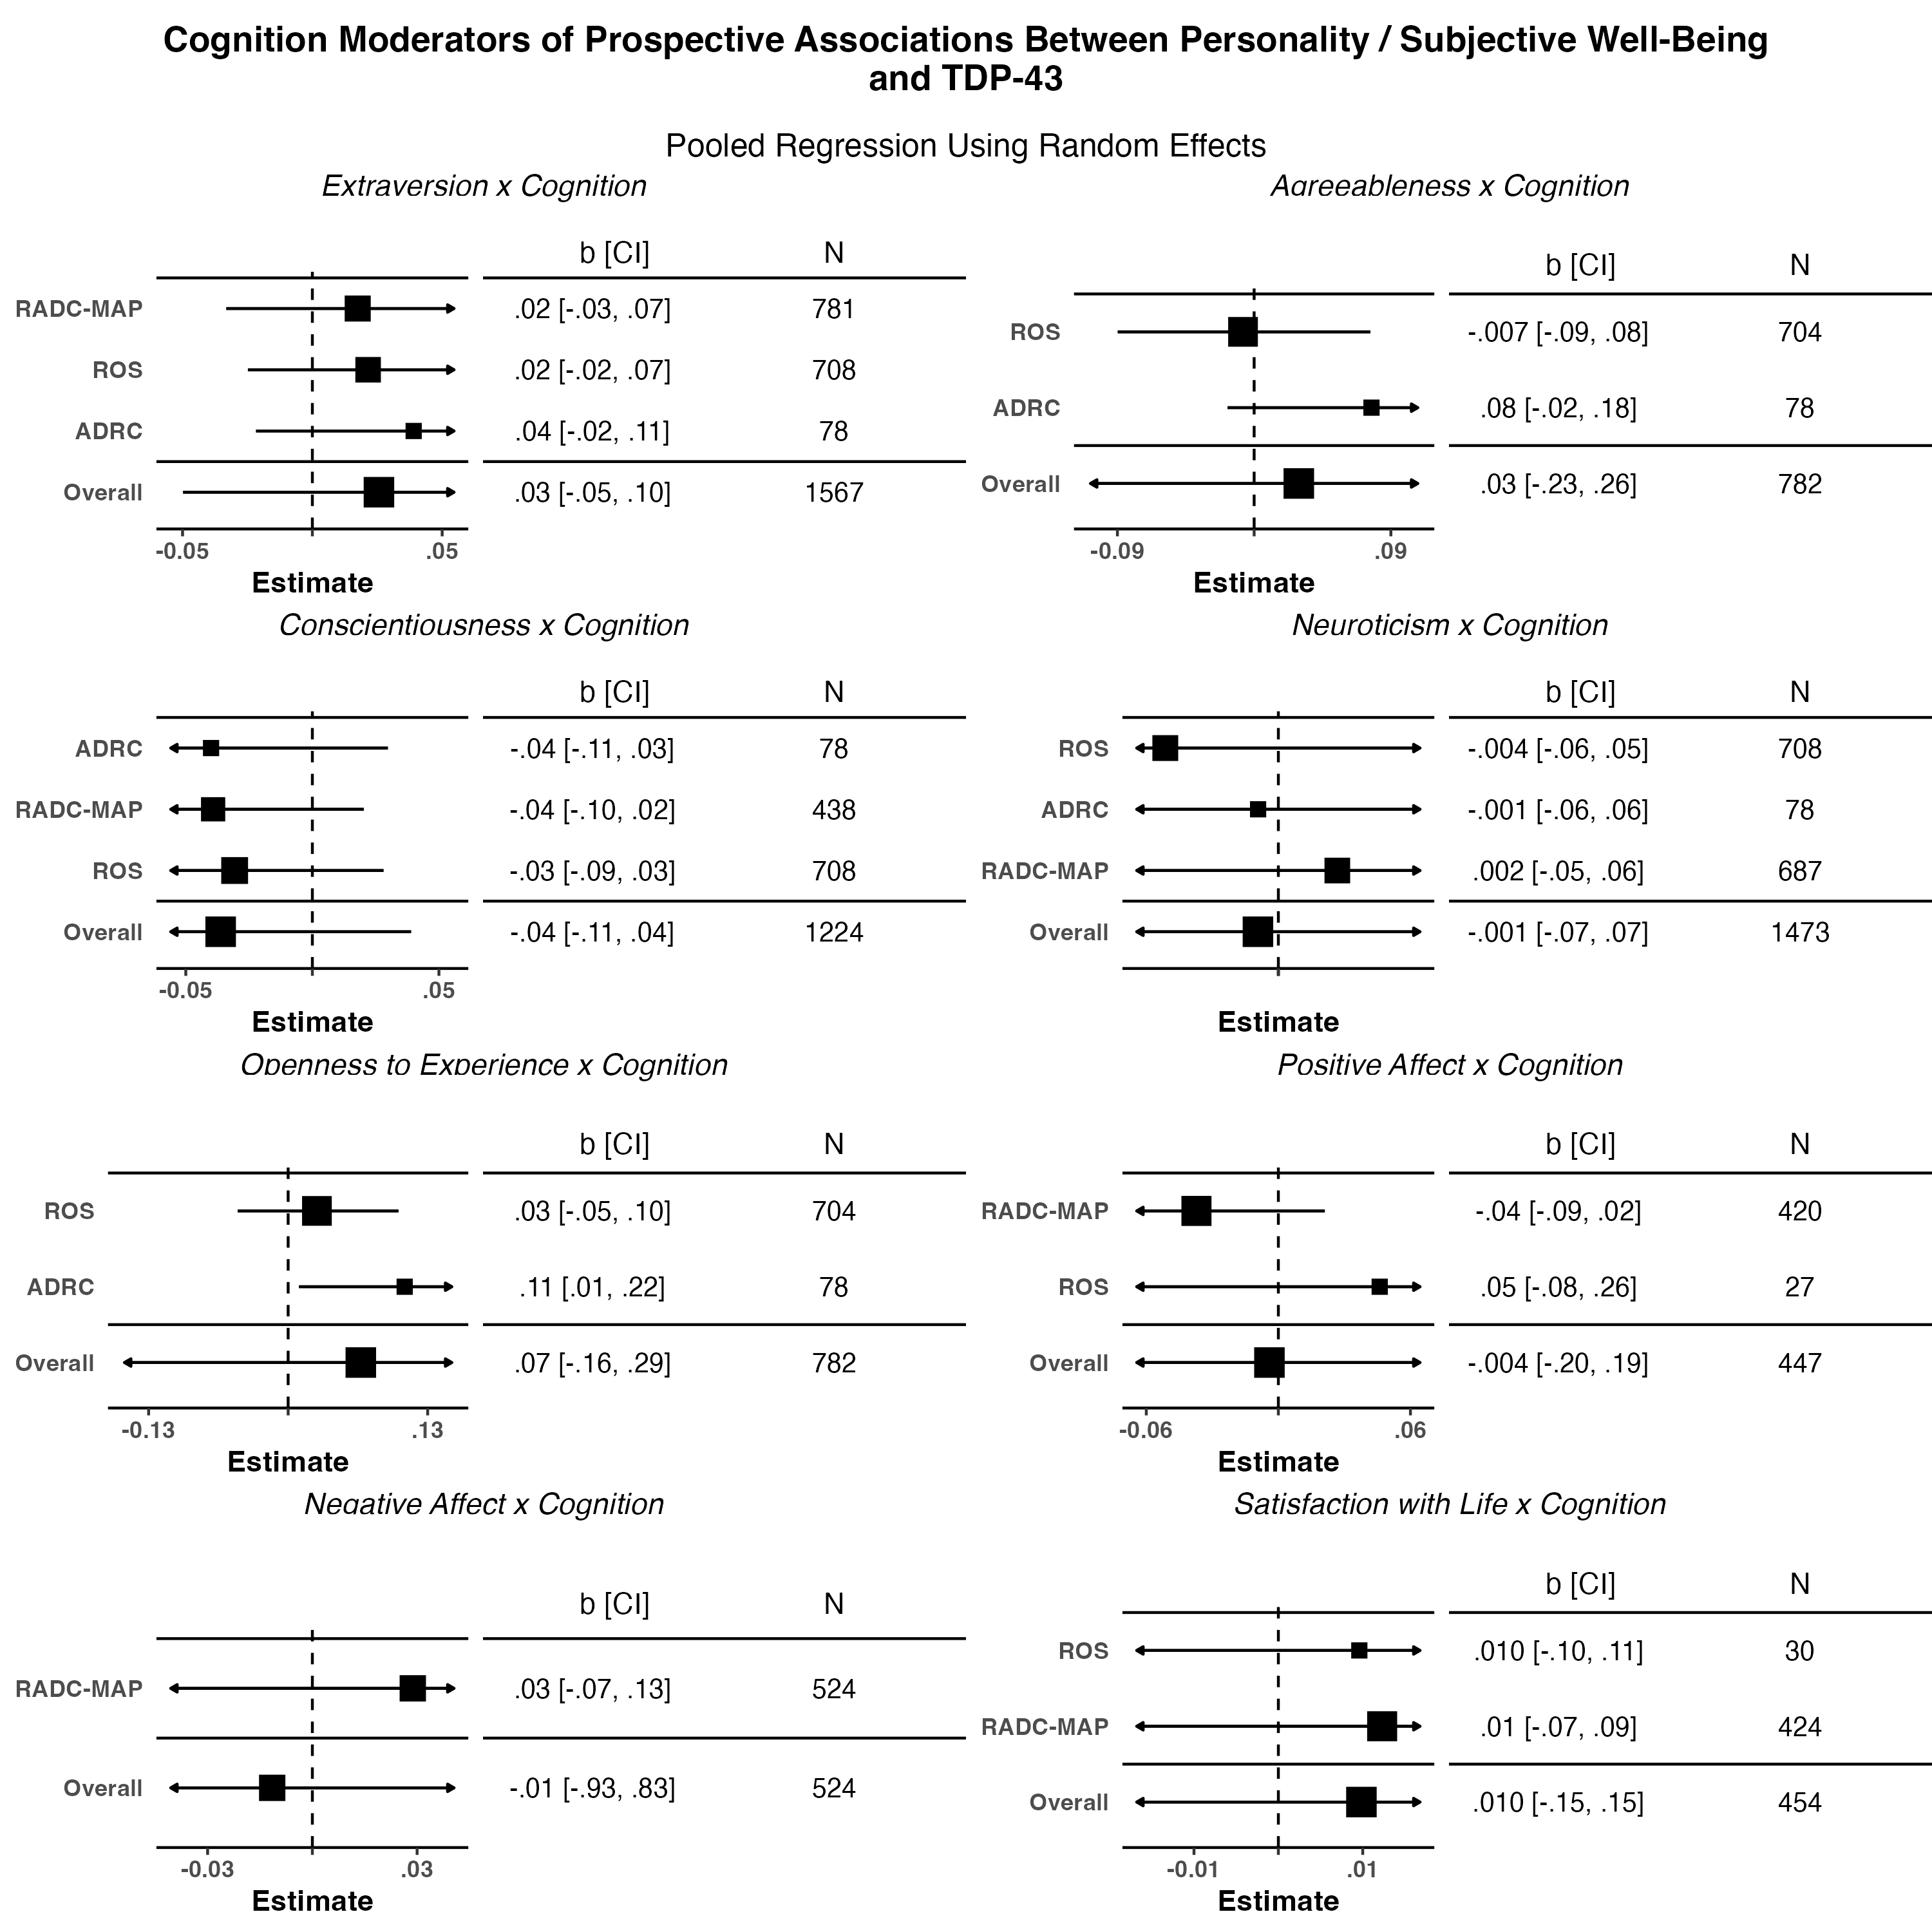 Cognition Moderators of Prospective Associations Between Personality / Subjective Well-Being
and TDP-43
Pooled Regression Using Random Effects
Extraversion x Cognition
b [CI] N
RADC-MAP .02 [-.03, .07] 781
ROS .02 [-.02, .07] 708
ADRC .04 [-.02, .11] 78
Overall .03 [-.05, .10] 1567
-0.05 .05
Estimate
Agreeableness x Cognition
b [CI] N
ROS -.007 [-.09, .08] 704
ADRC .08 [-.02, .18] 78
Overall .03 [-.23, .26] 782
-0.09 .09
Estimate
Conscientiousness x Cognition
b [CI] N
ADRC -.04 [-.11, .03] 78
RADC-MAP -.04 [-.10, .02] 438
ROS -.03 [-.09, .03] 708
Overall -.04 [-.11, .04] 1224
-0.05 .05
Estimate
Neuroticism x Cognition
b [CI] N
ROS -.004 [-.06, .05] 708
ADRC -.001 [-.06, .06] 78
RADC-MAP .002 [-.05, .06] 687
Overall -.001 [-.07, .07] 1473
Estimate
Openness to Experience x Cognition
b [CI] N
ROS .03 [-.05, .10] 704
ADRC .11 [.01, .22] 78
Overall .07 [-.16, .29] 782
-0.13 .13
Estimate
Positive Affect x Cognition
b [CI] N
RADC-MAP -.04 [-.09, .02] 420
ROS .05 [-.08, .26] 27
Overall -.004 [-.20, .19] 447
-0.06 .06
Estimate
Negative Affect x Cognition
b [CI] N
RADC-MAP .03 [-.07, .13] 524
Overall -.01 [-.93, .83] 524
-0.03 .03
Estimate
Satisfaction with Life x Cognition
b [CI] N
ROS .010 [-.10, .11] 30
RADC-MAP .01 [-.07, .09] 424
Overall .010 [-.15, .15] 454
-0.01 .01
Estimate